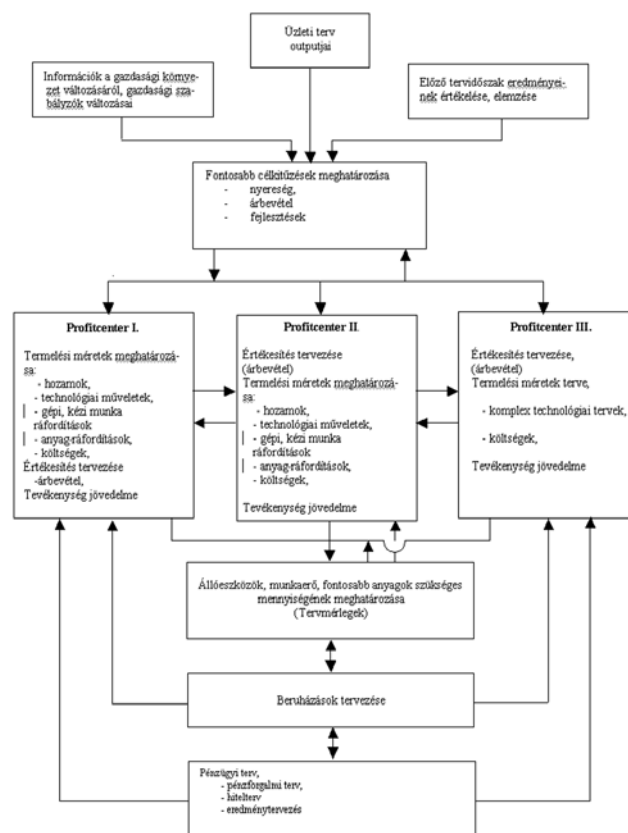 Üzleti terv
outputjai
Információk a gazdasági környe-
zet változásáról, gazdasági sza-
bályzók változásai
Előző tervidőszak eredményei-
nek értékelése, elemzése
Fontosabb célkitűzések meghatározása
- nyereség,
- árbevétel
- fejlesztések
Profitcenter I.
Termelési méretek meghatározá-
sa:
- hozamok,
- technológiai műveletek,
- gépi, kézi munka
ráfordítások
- anyag-ráfordítások,
- költségek,
Értékesítés tervezése
-árbevétel,
Tevékenység jövedelme
Profitcenter II.
Értékesítés tervezése
(árbevétel)
Termelési méretek meghatározá-
sa:
- hozamok,
- technológiai műveletek,
- gépi, kézi munka
ráfordítások
- anyag-ráfordítások,
- költségek,
Tevékenység jövedelme
Profitcenter III.
Értékesítés tervezése,
(árbevétel)
Termelési méretek terve,
- komplex technológiai tervek,
- költségek,
Tevékenység jövedelme
Állóeszközök, munkaerő, fontosabb anyagok szükséges
mennyiségének meghatározása
(Tervmérlegek)
Beruházások tervezése
Pénzügyi terv,
- pénzforgalmi terv,
- hitelterv
- eredménytervezés